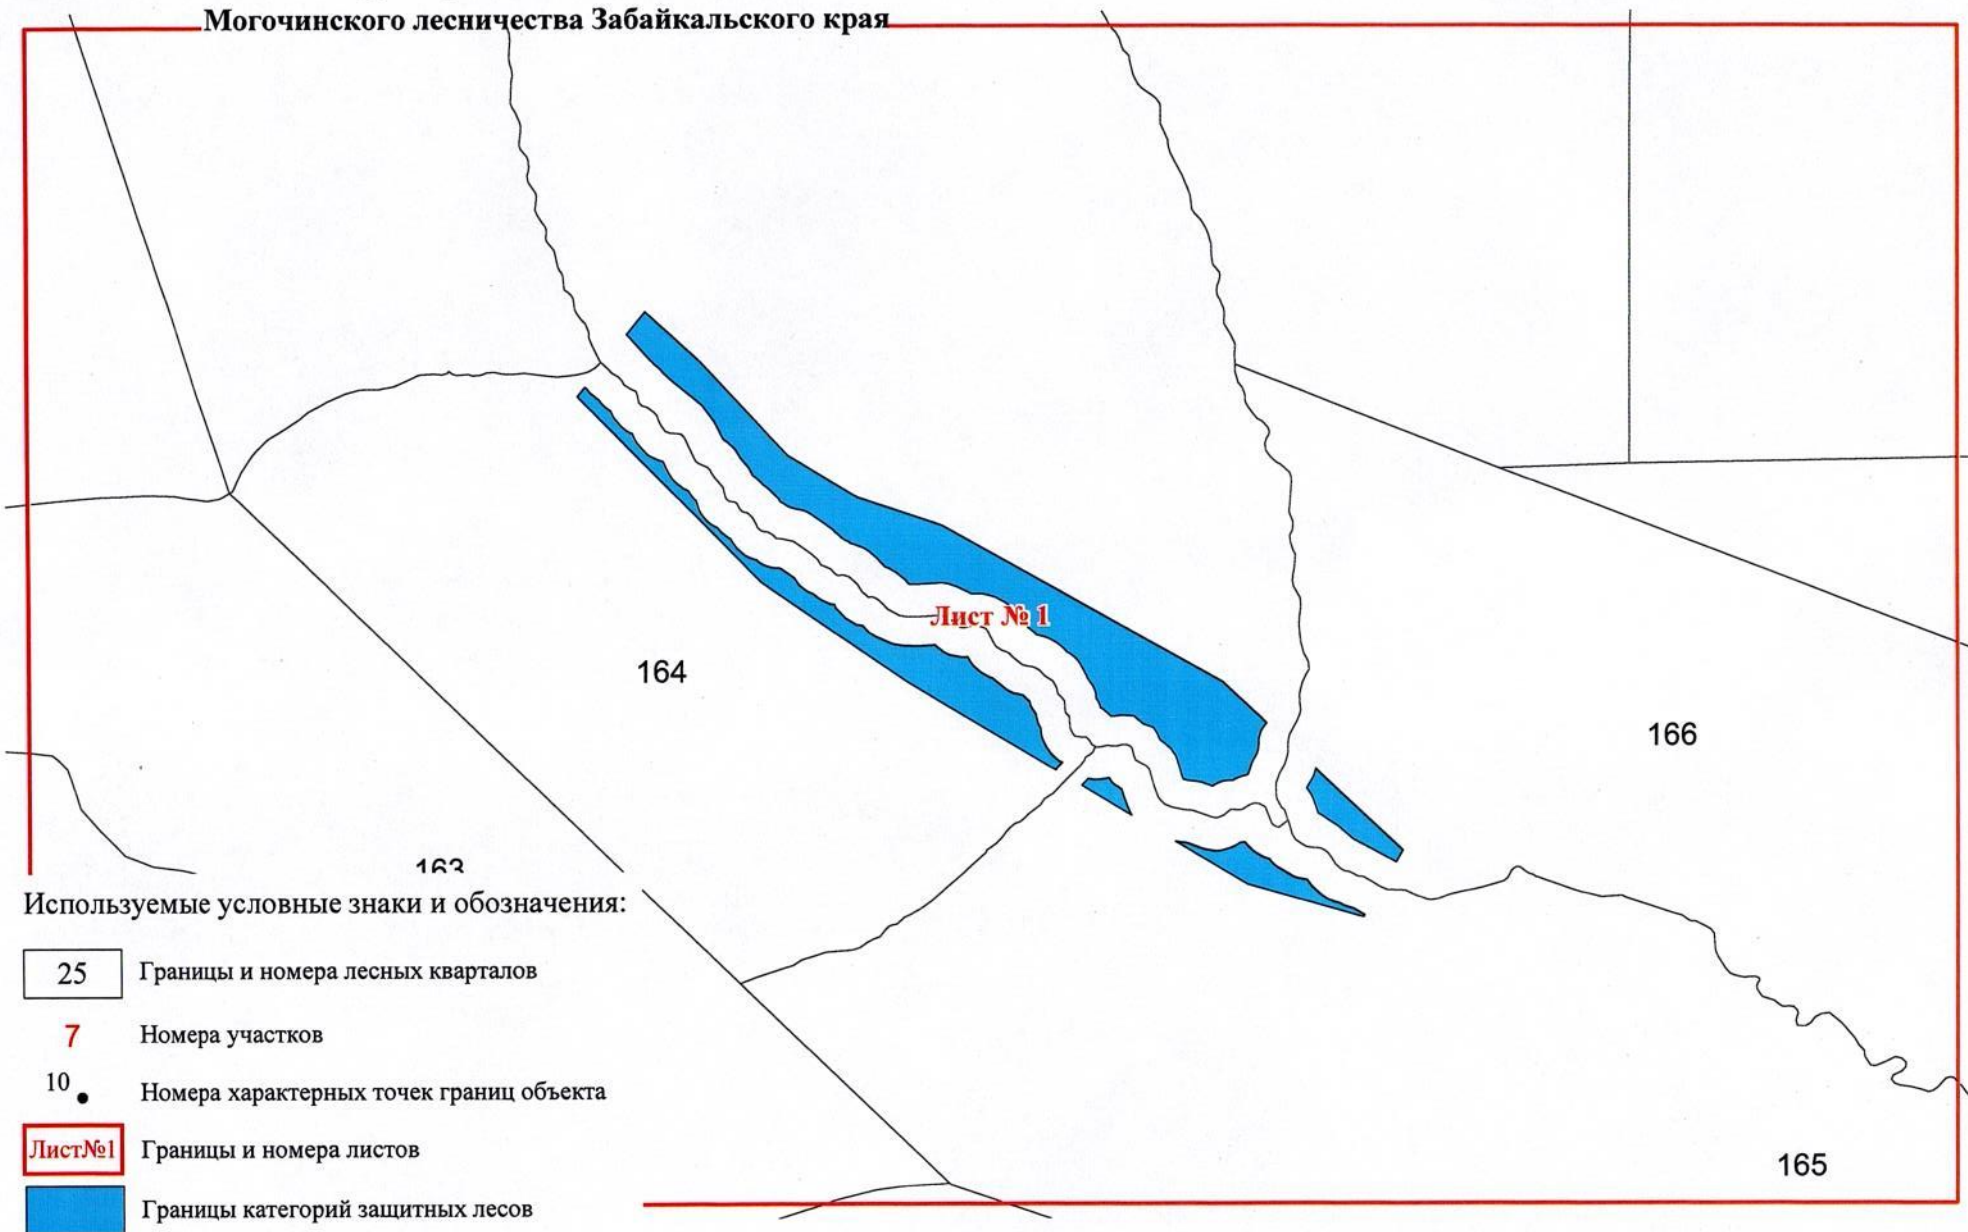 Могочинского лесничества Забайкальского края
Лист № 1
164
166
163
Используемые условные знаки и обозначения:
25 Границы и номера лесных кварталов
7 Номера участков
10 Номера характерных точек границ объекта
Лист№1 Границы и номера листов
165
Границы категорий защитных лесов